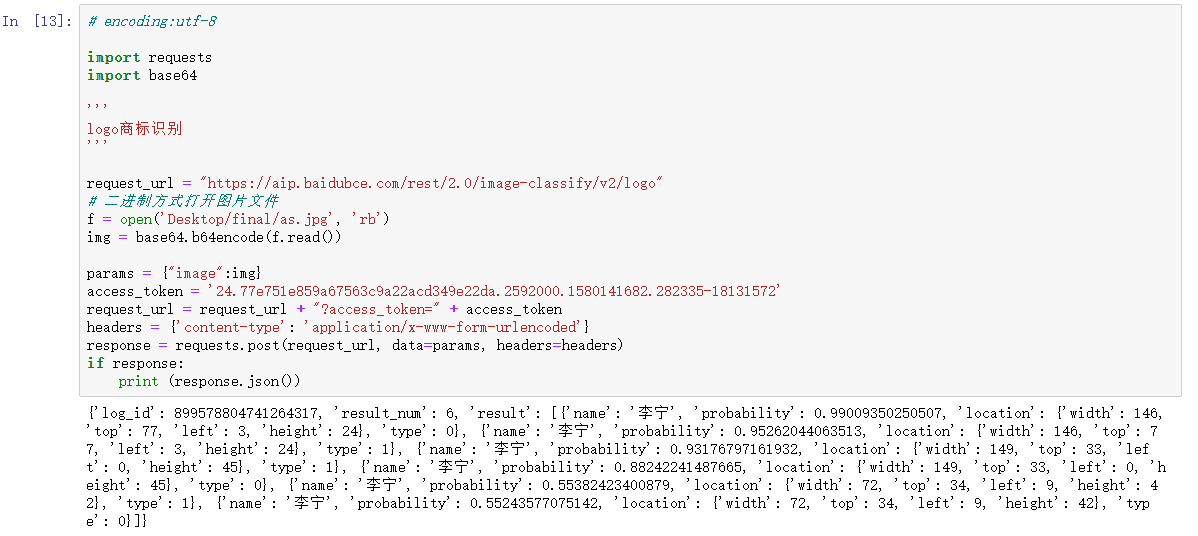 In [13]:
# encoding:utf-8
import requests
import base64
'''
logo商标识别
'''
request_url = "https://aip.baidubce.com/rest/2.0/image-classify/v2/logo"
# 二进制方式打开图片文件
f = open('Desktop/final/as.jpg', 'rb')
img = base64.b64encode(f.read())
params = {"image":img}
access_token = '24.77e751e859a67563c9a22acd349e22da.2592000.1580141682.282335-18131572'
request_url = request_url + "?access_token=" + access_token
headers = {'content-type': 'application/x-www-form-urlencoded'}
response = requests.post(request_url, data=params, headers=headers)
if response:
    print (response.json())
{'log_id': 899578804741264317, 'result_num': 6, 'result': [{'name': '李宁', 'probability': 0.99009350250507, 'location': {'width': 146,
'top': 77, 'left': 3, 'height': 24}, 'type': 0}, {'name': '李宁', 'probability': 0.95262044063513, 'location': {'width': 146, 'top': 7
7, 'left': 3, 'height': 24}, 'type': 1}, {'name': '李宁', 'probability': 0.93176797161932, 'location': {'width': 149, 'top': 33, 'lef
t': 0, 'height': 45}, 'type': 1}, {'name': '李宁', 'probability': 0.88242241487665, 'location': {'width': 149, 'top': 33, 'left': 0, 'h
eight': 45}, 'type': 0}, {'name': '李宁', 'probability': 0.55382423400879, 'location': {'width': 72, 'top': 34, 'left': 9, 'height': 4
2}, 'type': 1}, {'name': '李宁', 'probability': 0.55243577075142, 'location': {'width': 72, 'top': 34, 'left': 9, 'height': 42}, 'typ
e': 0}]}